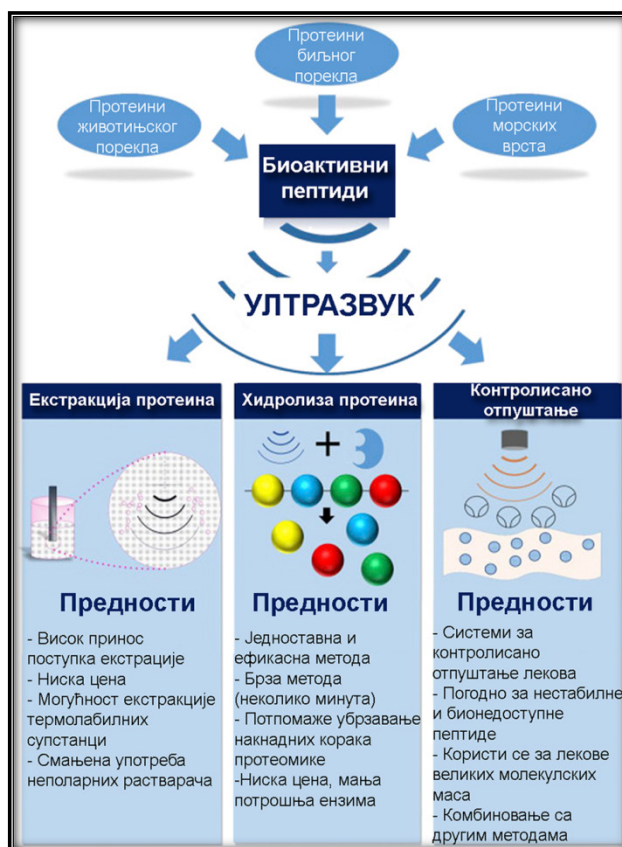 Протеини
биљног
порекла
Протеини
животињског
порекла
Протеини
морских
врста
Биоактивни
пептиди
УЛТРАЗВУК
Екстракција протеина
Предности
- Висок принос
поступка екстрације
- Ниска цена
- Могућност екстракције
термолабилних
супстанци
- Смањена употреба
неполарних растварача
Хидролиза протеина
+
Предности
- Једноставна и
ефикасна метода
- Брза метода
(неколико минута)
- Потпомаже убрзавање
накнадних корака
протеомике
-Ниска цена, мања
потрошња ензима
Контролисано
отпуштање
Предности
- Системи за
контролисано
отпуштање лекова
- Погодно за нестабилне
и бионедоступне
пептиде
- Користи се за лекове
великих молекулских
маса
- Комбиновање са
другим методама